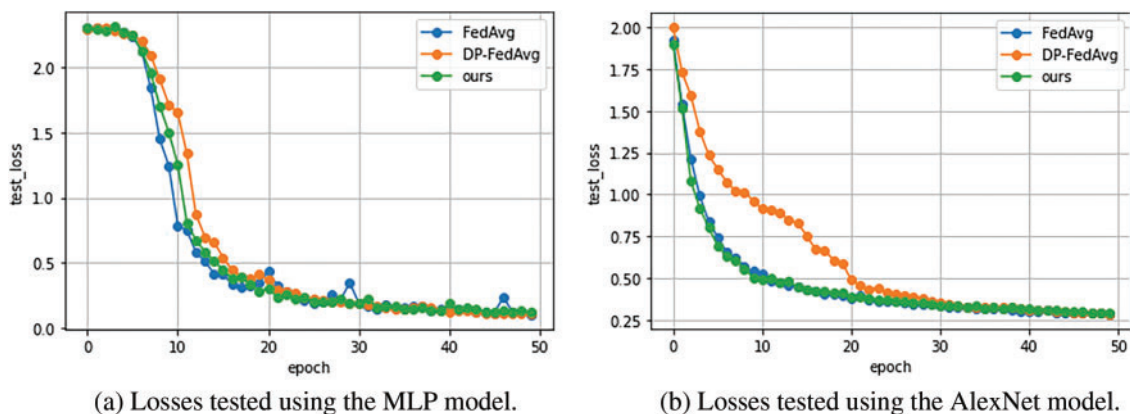 FedAvg
DP-FedAvg
ours
2.0
1.5
1.0
0.5
0.0
test_loss
0 10 20 30 40 50
epoch
(a) Losses tested using the MLP model.
FedAvg
DP-FedAvg
ours
2.00
1.75
1.50
1.25
1.00
0.75
0.50
0.25
test_loss
0 10 20 30 40 50
epoch
(b) Losses tested using the AlexNet model.